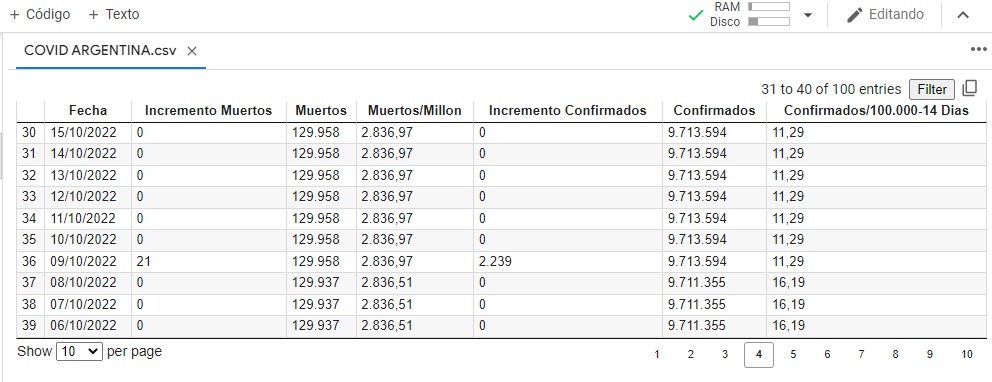 + Código + Texto RAM Disco Editando
COVID ARGENTINA.csv
31 to 40 of 100 entries Filter
Fecha Incremento Muertos Muertos Muertos/Millon Incremento Confirmados Confirmados Confirmados/100.000-14 Dias
30 15/10/2022 0 129.958 2.836,97 0 9.713.594 11,29
31 14/10/2022 0 129.958 2.836,97 0 9.713.594 11,29
32 13/10/2022 0 129.958 2.836,97 0 9.713.594 11,29
33 12/10/2022 0 129.958 2.836,97 0 9.713.594 11,29
34 11/10/2022 0 129.958 2.836,97 0 9.713.594 11,29
35 10/10/2022 0 129.958 2.836,97 0 9.713.594 11,29
36 09/10/2022 21 129.958 2.836,97 2.239 9.713.594 11,29
37 08/10/2022 0 129.937 2.836,51 0 9.711.355 16,19
38 07/10/2022 0 129.937 2.836,51 0 9.711.355 16,19
39 06/10/2022 0 129.937 2.836,51 0 9.711.355 16,19
Show 10 per page 1 2 3 4 5 6 7 8 9 10